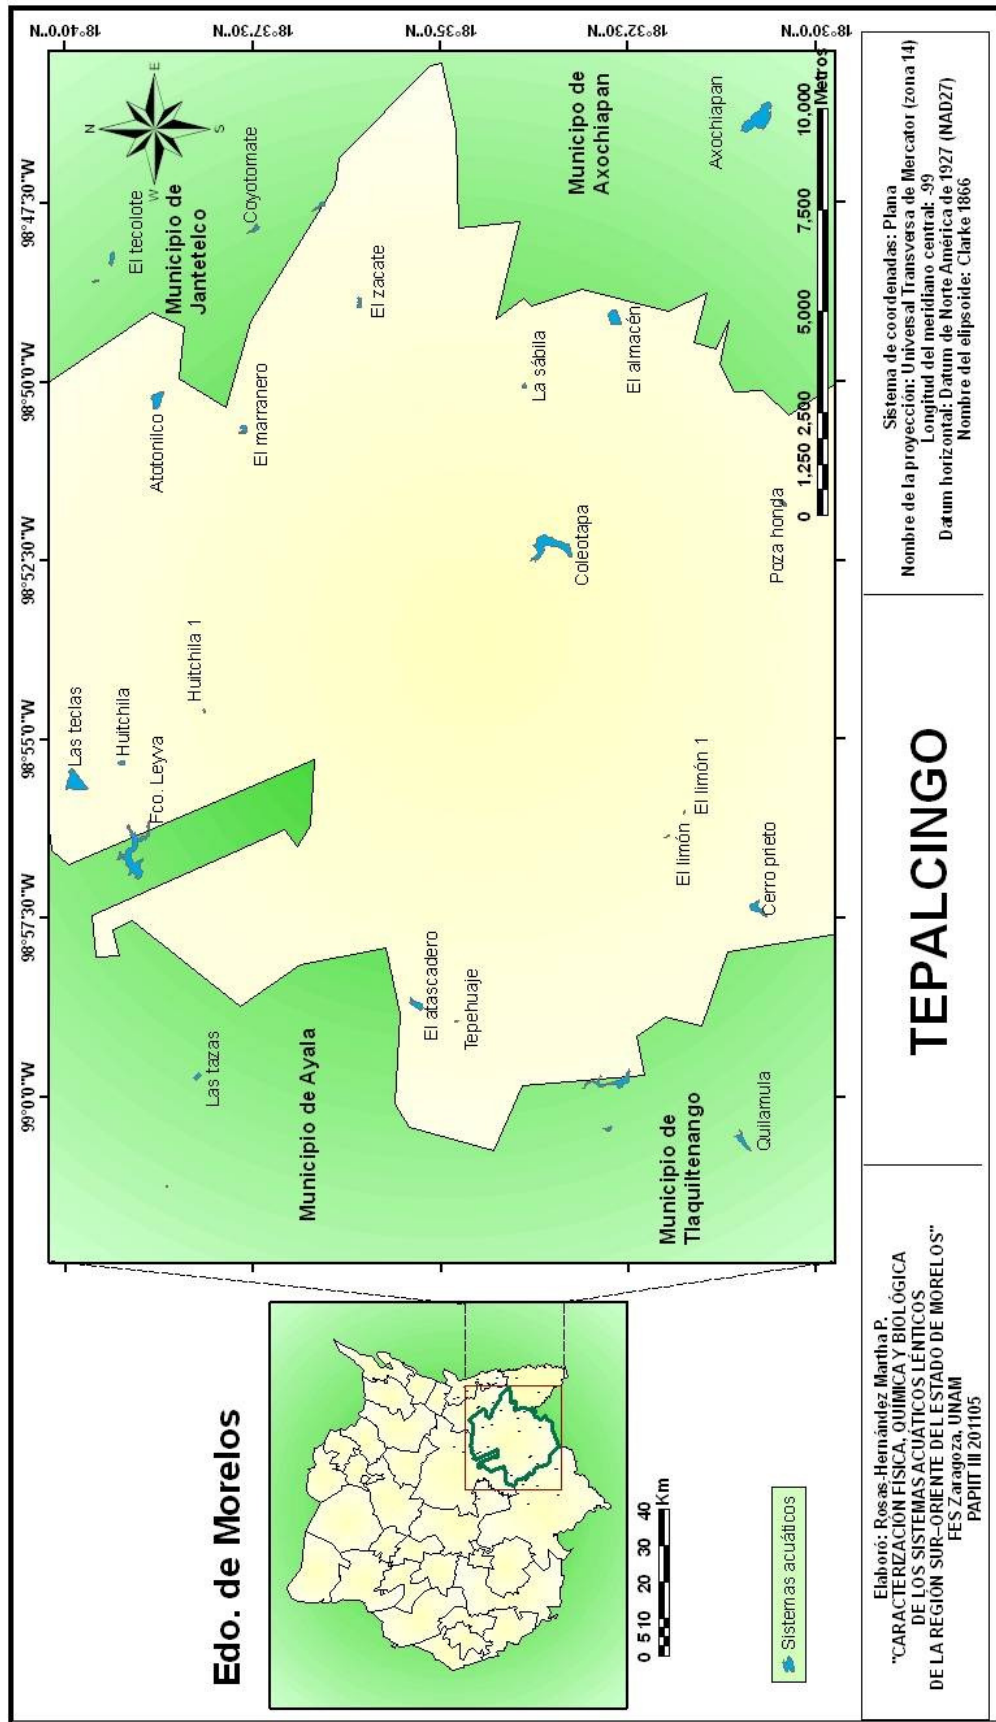 Edo. de Morelos
0 5 10 20 30 40
Km
Sistemas acuáticos
99°0'0"W
98°57'30"W
98°55'0"W
98°52'30"W
98°50'0"W
98°47'30"W
18°40'0"N
18°37'30"N
18°35'0"N
18°32'30"N
18°30'0"N
N
E
S
W
Las teclas
Huitchila
Fco. Leyva
Huitchila 1
Atotonilco
El marranero
El tecolote
Municipio de
Jantetelco
Coyotomate
El zacate
Las tazas
Municipio de Ayala
El atascadero
Tepehuaje
Coleotapa
La sábila
El almacén
Municipo de
Axochiapan
Axochiapan
Municipio de
Tlaquiltenango
Quilamula
El limón
El limón 1
Cerro prieto
Poza honda
0 1,250 2,500 5,000 7,500 10,000
Metros
Elaboró: Rosas-Hernández Martha P.
"CARACTERIZACIÓN FÍSICA, QUÍMICA Y BIOLÓGICA
DE LOS SISTEMAS ACUÁTICOS LÉNTICOS
DE LA REGIÓN SUR-ORIENTE DEL ESTADO DE MORELOS"
FES Zaragoza, UNAM
PAPIIT III 201105
TEPALCINGO
Sistema de coordenadas: Plana
Nombre de la proyección: Universal Transversa de Mercator (zona 14)
Longitud del meridiano central: -99
Datum horizontal: Datum de Norte América de 1927 (NAD27)
Nombre del elipsoide: Clarke 1866